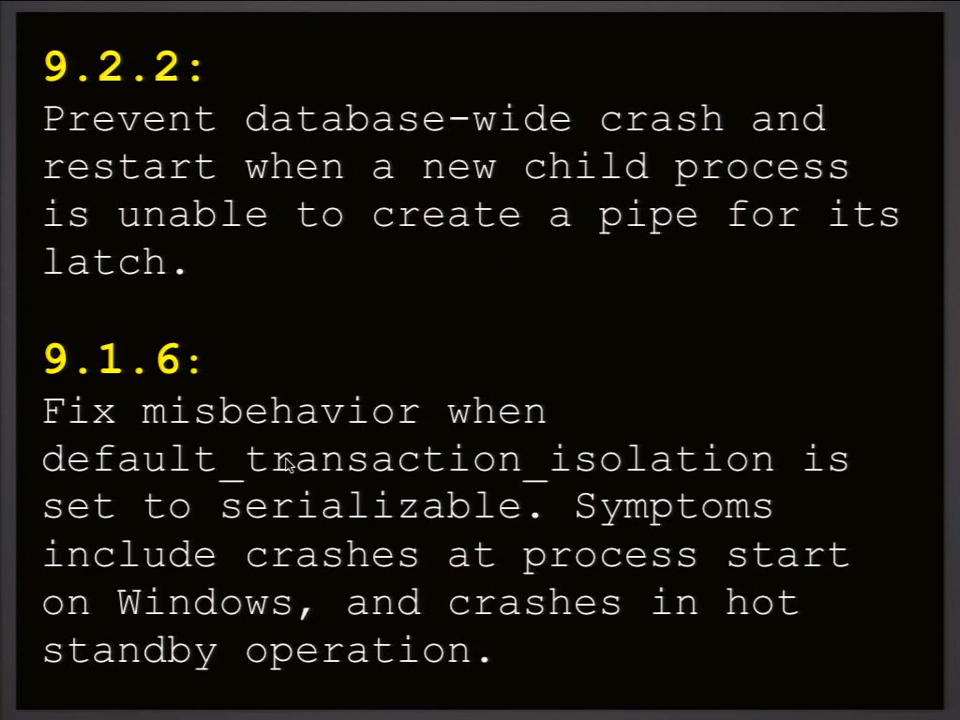 9.2.2:
Prevent database-wide crash and
restart when a new child process
is unable to create a pipe for its
latch.
9.1.6:
Fix misbehavior when
default_transaction_isolation is
set to serializable. Symptoms
include crashes at process start
on Windows, and crashes in hot
standby operation.